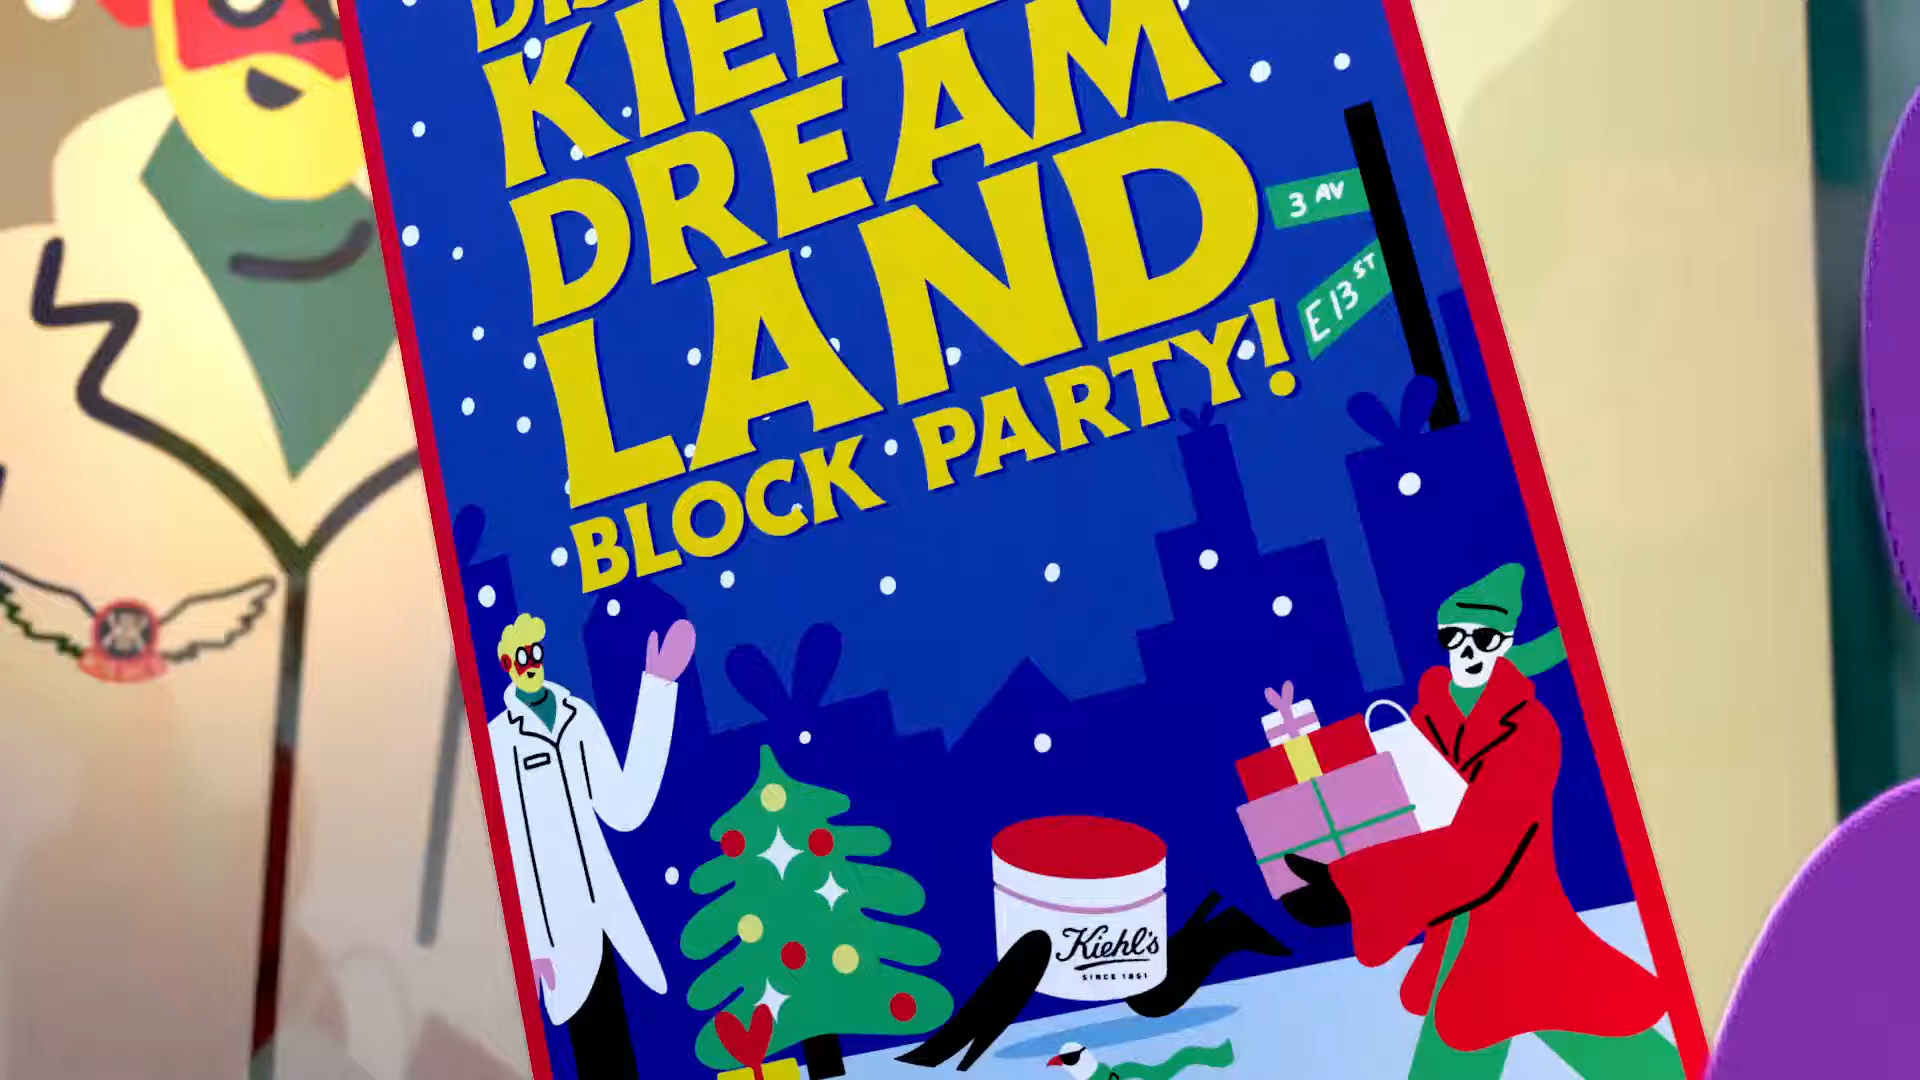 KIEHL'S
DREAM
LAND
BLOCK PARTY!
3 AV
E 13 ST
Kiehl's
SINCE 1851